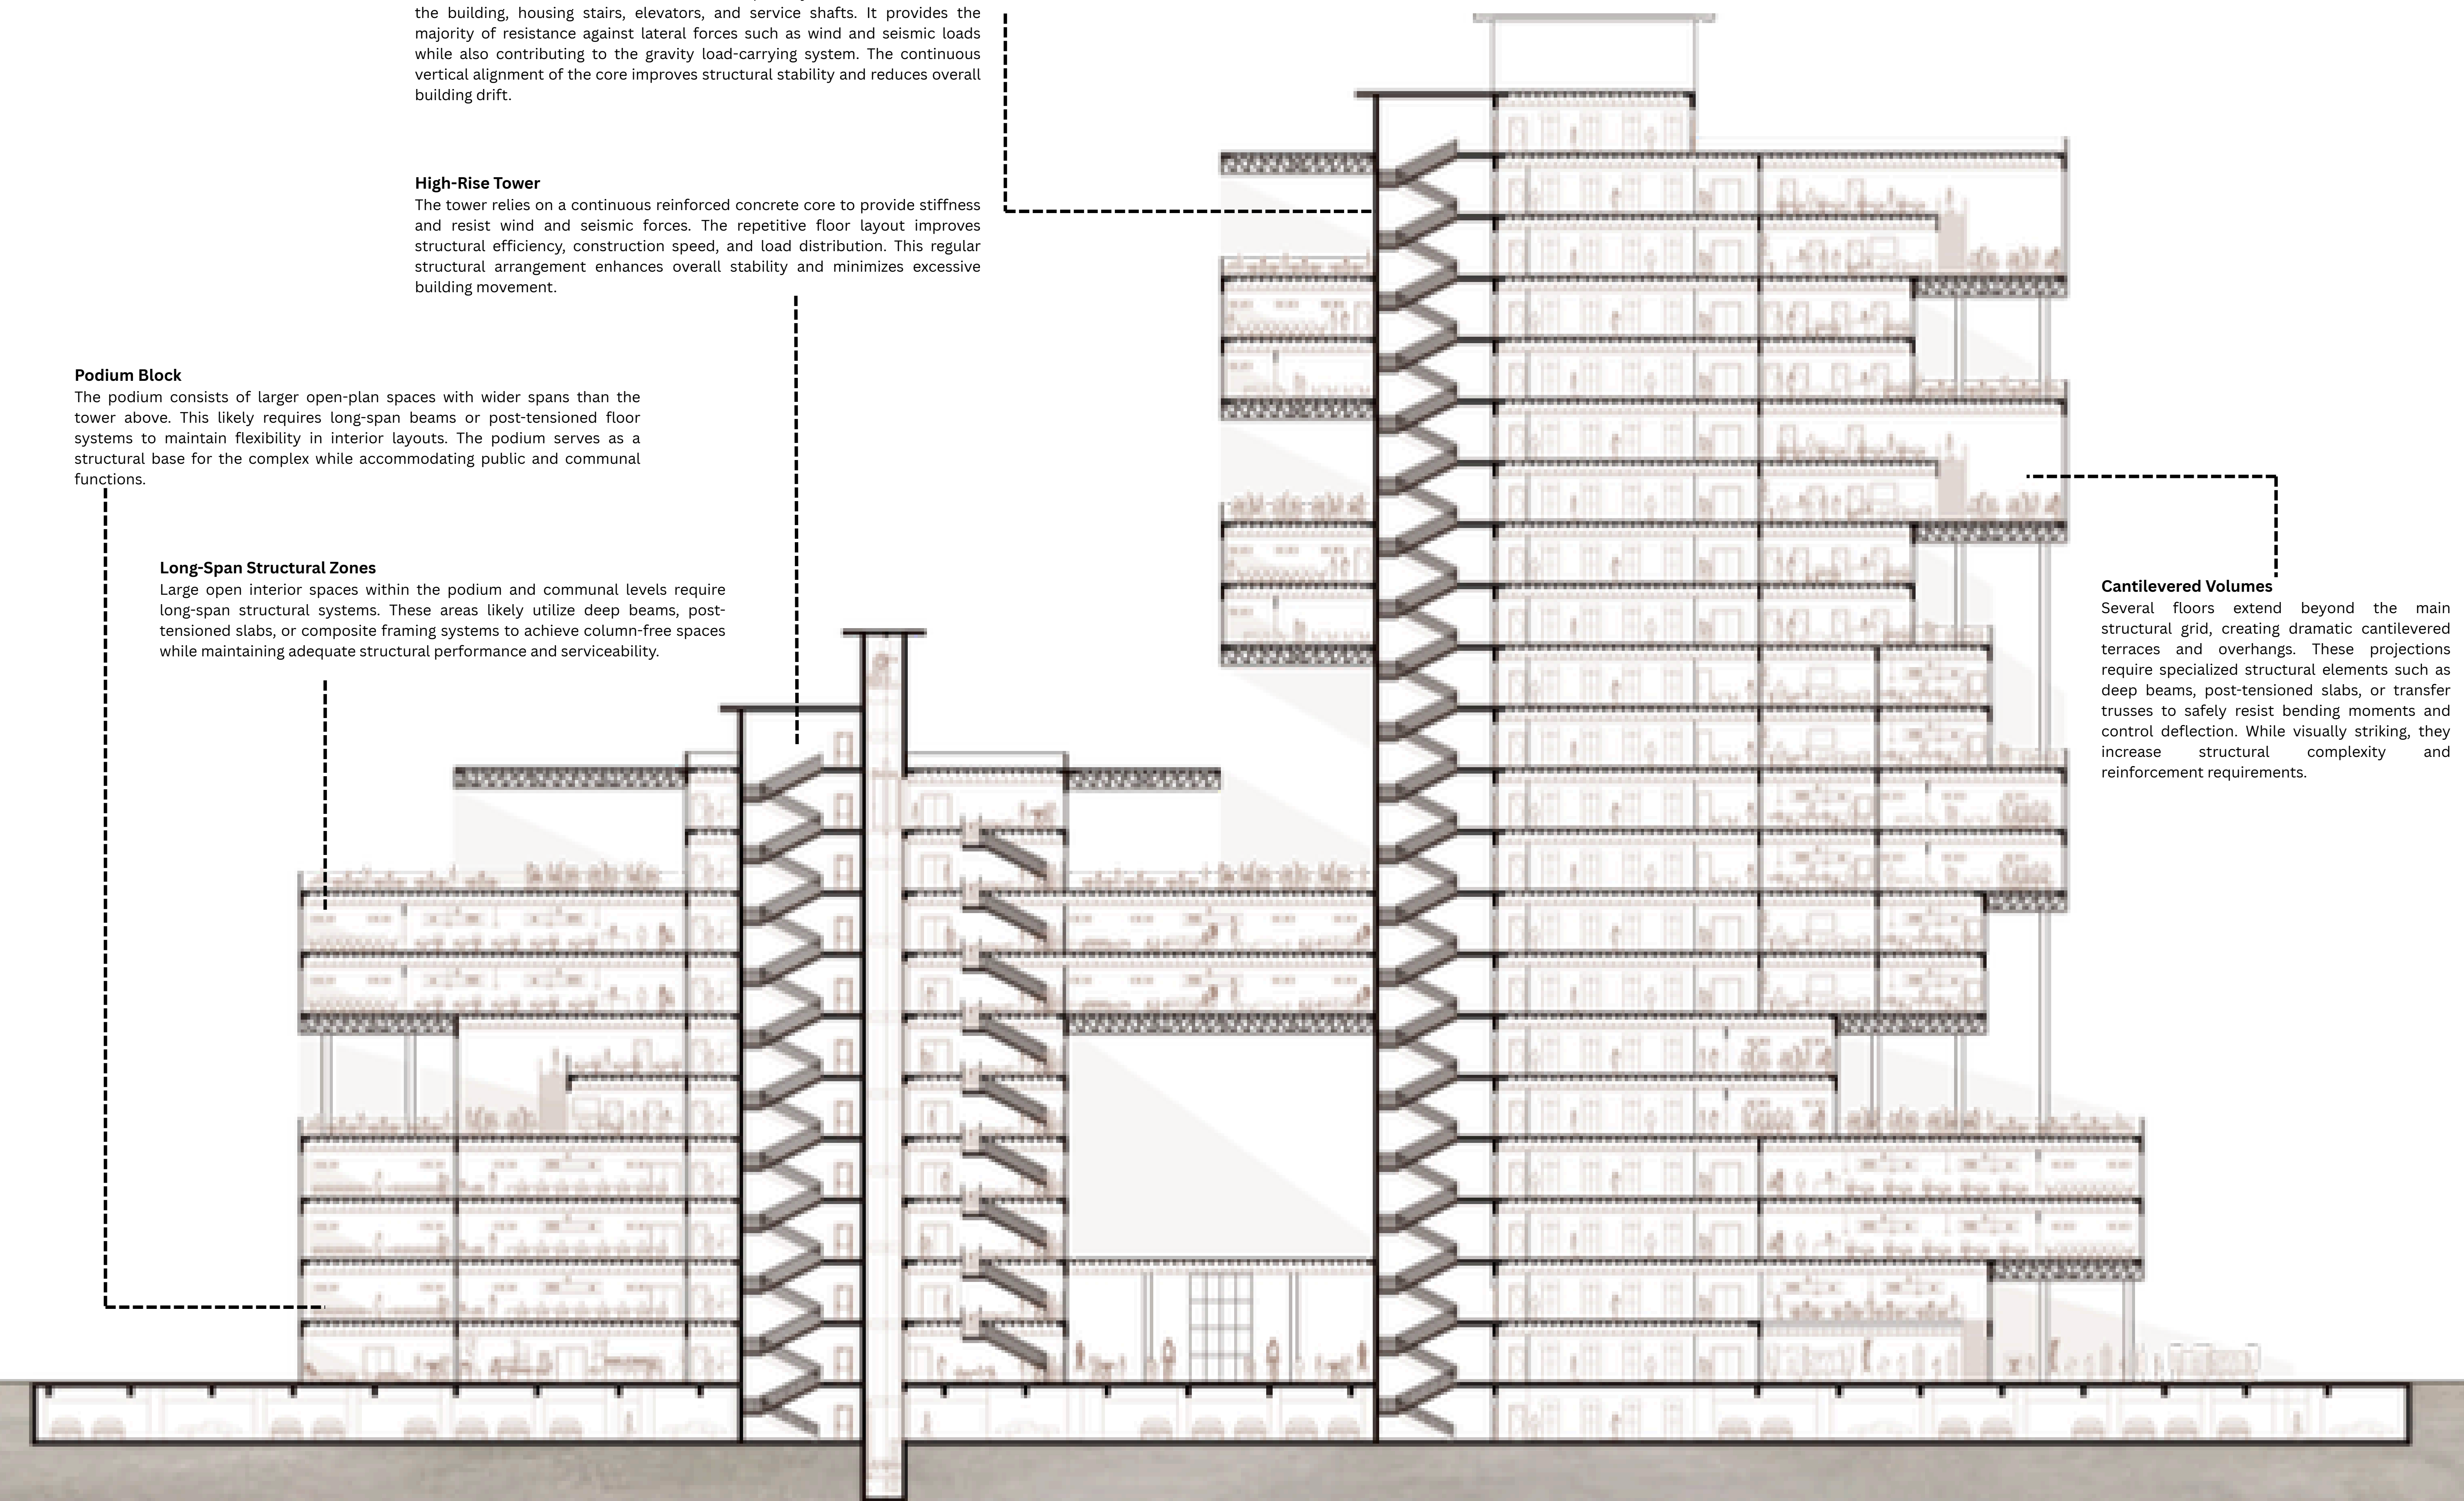 the building, housing stairs, elevators, and service shafts. It provides the
majority of resistance against lateral forces such as wind and seismic loads
while also contributing to the gravity load-carrying system. The continuous
vertical alignment of the core improves structural stability and reduces overall
building drift.
High-Rise Tower
The tower relies on a continuous reinforced concrete core to provide stiffness
and resist wind and seismic forces. The repetitive floor layout improves
structural efficiency, construction speed, and load distribution. This regular
structural arrangement enhances overall stability and minimizes excessive
building movement.
Podium Block
The podium consists of larger open-plan spaces with wider spans than the
tower above. This likely requires long-span beams or post-tensioned floor
systems to maintain flexibility in interior layouts. The podium serves as a
structural base for the complex while accommodating public and communal
functions.
Long-Span Structural Zones
Large open interior spaces within the podium and communal levels require
long-span structural systems. These areas likely utilize deep beams, post-
tensioned slabs, or composite framing systems to achieve column-free spaces
while maintaining adequate structural performance and serviceability.
Cantilevered Volumes
Several floors extend beyond the main
structural grid, creating dramatic cantilevered
terraces and overhangs. These projections
require specialized structural elements such as
deep beams, post-tensioned slabs, or transfer
trusses to safely resist bending moments and
control deflection. While visually striking, they
increase structural complexity and
reinforcement requirements.